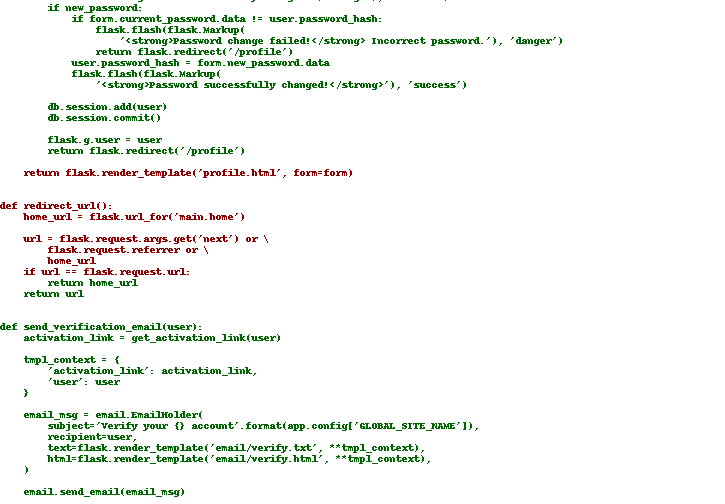 if new_password:
if form.current_password.data != user.password_hash:
flask.flash(flask.Markup(
'<strong>Password change failed!</strong> Incorrect password.'), 'danger')
return flask.redirect('/profile')
user.password_hash = form.new_password.data
flask.flash(flask.Markup(
'<strong>Password successfully changed!</strong>'), 'success')
db.session.add(user)
db.session.commit()
flask.g.user = user
return flask.redirect('/profile')
return flask.render_template('profile.html', form=form)
def redirect_url():
home_url = flask.url_for('main.home')
url = flask.request.args.get('next') or \
flask.request.referrer or \
home_url
if url == flask.request.url:
return home_url
return url
def send_verification_email(user):
activation_link = get_activation_link(user)
tmpl_context = {
'activation_link': activation_link,
'user': user
}
email_msg = email.EmailHolder(
subject='Verify your {} account'.format(app.config['GLOBAL_SITE_NAME']),
recipient=user,
text=flask.render_template('email/verify.txt', **tmpl_context),
html=flask.render_template('email/verify.html', **tmpl_context),
)
email.send_email(email_msg)